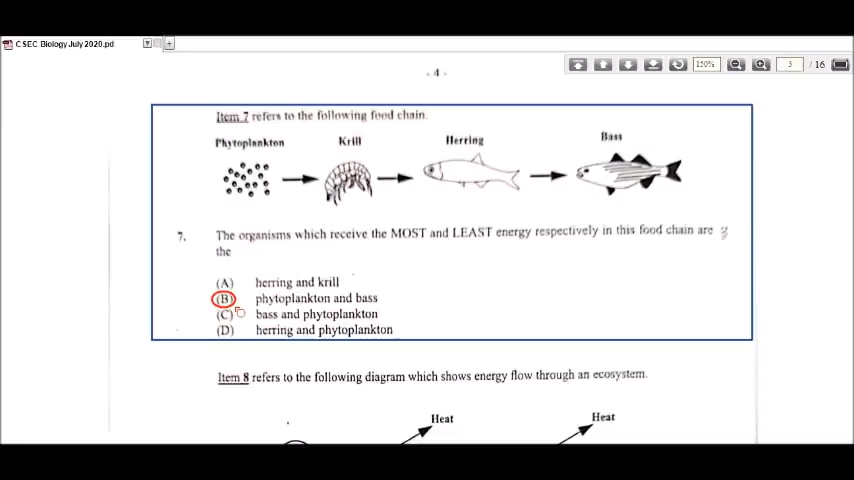 CSEC Biology July 2020.pd
150%
3 / 16
- 4 -
Item 7 refers to the following food chain.
Phytoplankton Krill Herring Bass
7. The organisms which receive the MOST and LEAST energy respectively in this food chain are
the
(A) herring and krill
(B) phytoplankton and bass
(C) bass and phytoplankton
(D) herring and phytoplankton
Item 8 refers to the following diagram which shows energy flow through an ecosystem.
Heat Heat